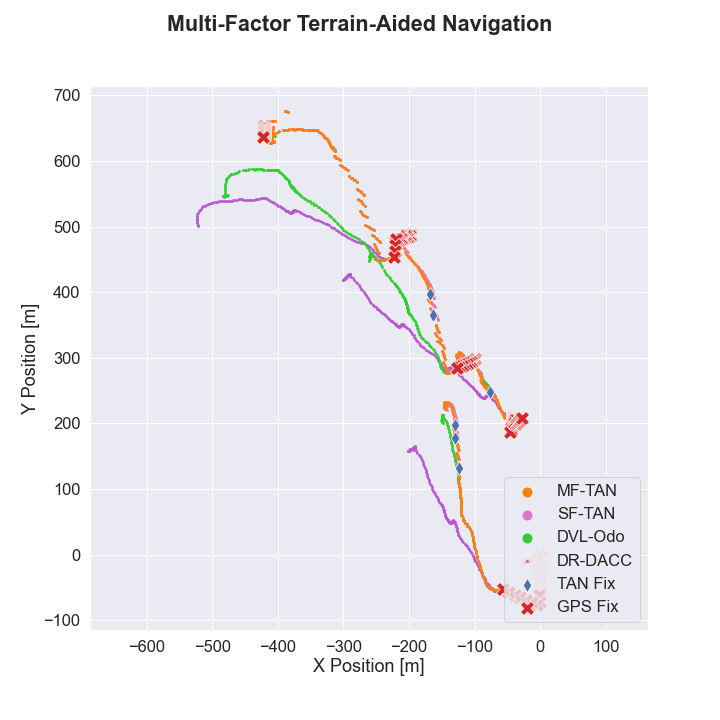 Multi-Factor Terrain-Aided Navigation
700
600
500
400
300
200
100
0
−100
Y Position [m]
−600 −500 −400 −300 −200 −100 0 100
X Position [m]
MF-TAN
SF-TAN
DVL-Odo
DR-DACC
TAN Fix
GPS Fix